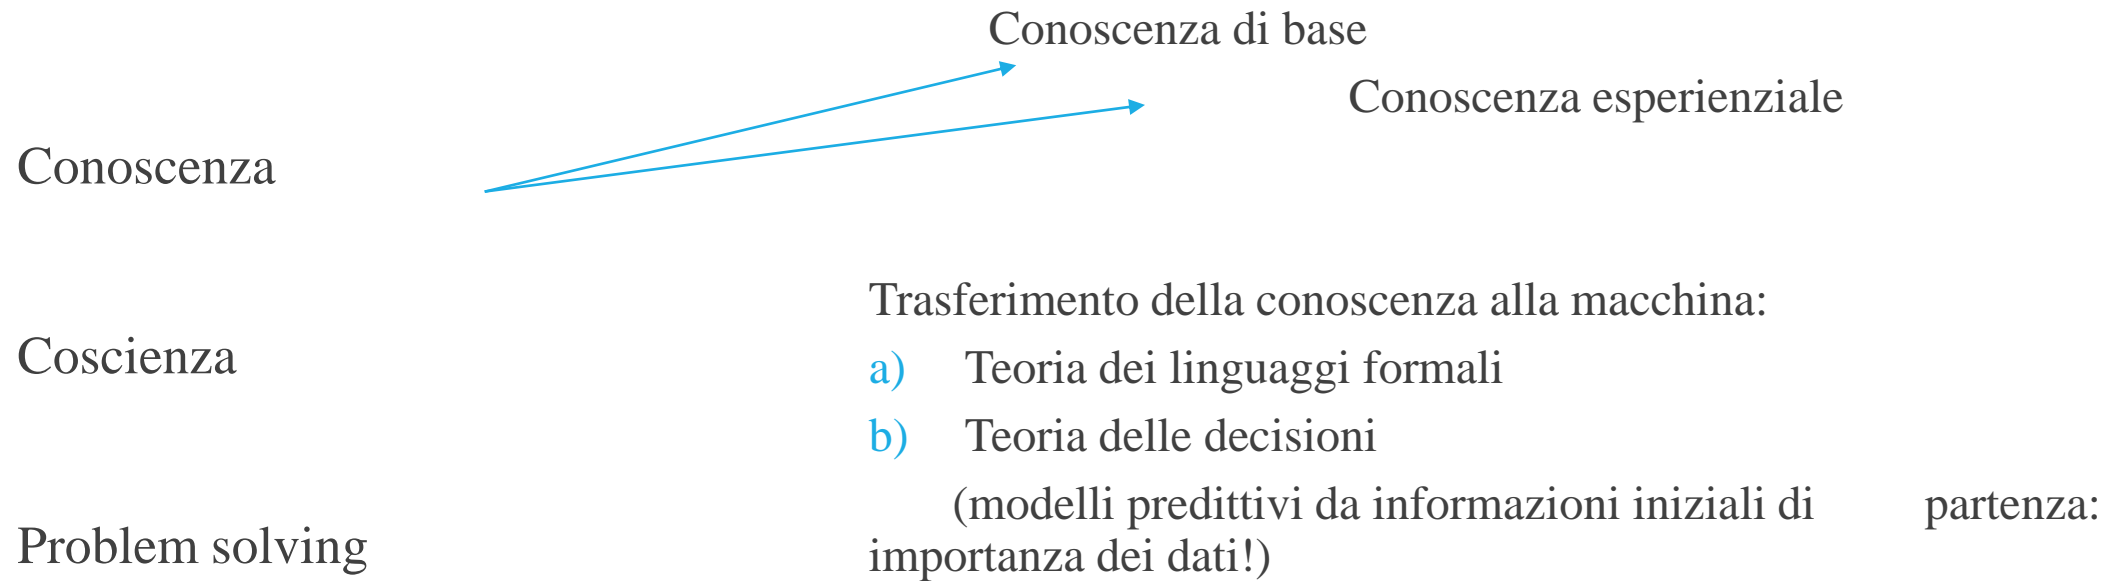 Conoscenza di base
Conoscenza esperienziale
Conoscenza
Trasferimento della conoscenza alla macchina:
Coscienza
a) Teoria dei linguaggi formali
b) Teoria delle decisioni
(modelli predittivi da informazioni iniziali di partenza:
importanza dei dati!)
Problem solving